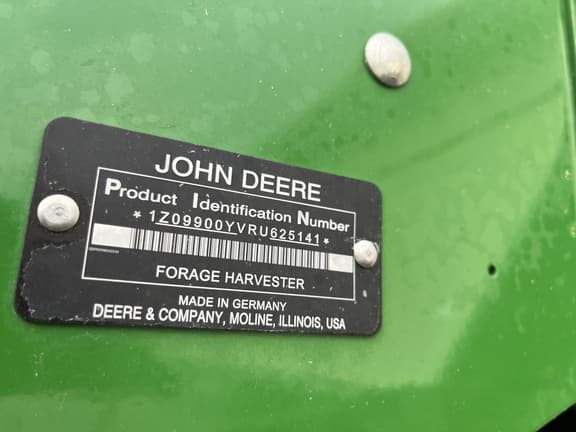 JOHN DEERE
Product Identification Number
*1Z09900YVRU625141*
FORAGE HARVESTER
MADE IN GERMANY
DEERE & COMPANY, MOLINE, ILLINOIS, USA